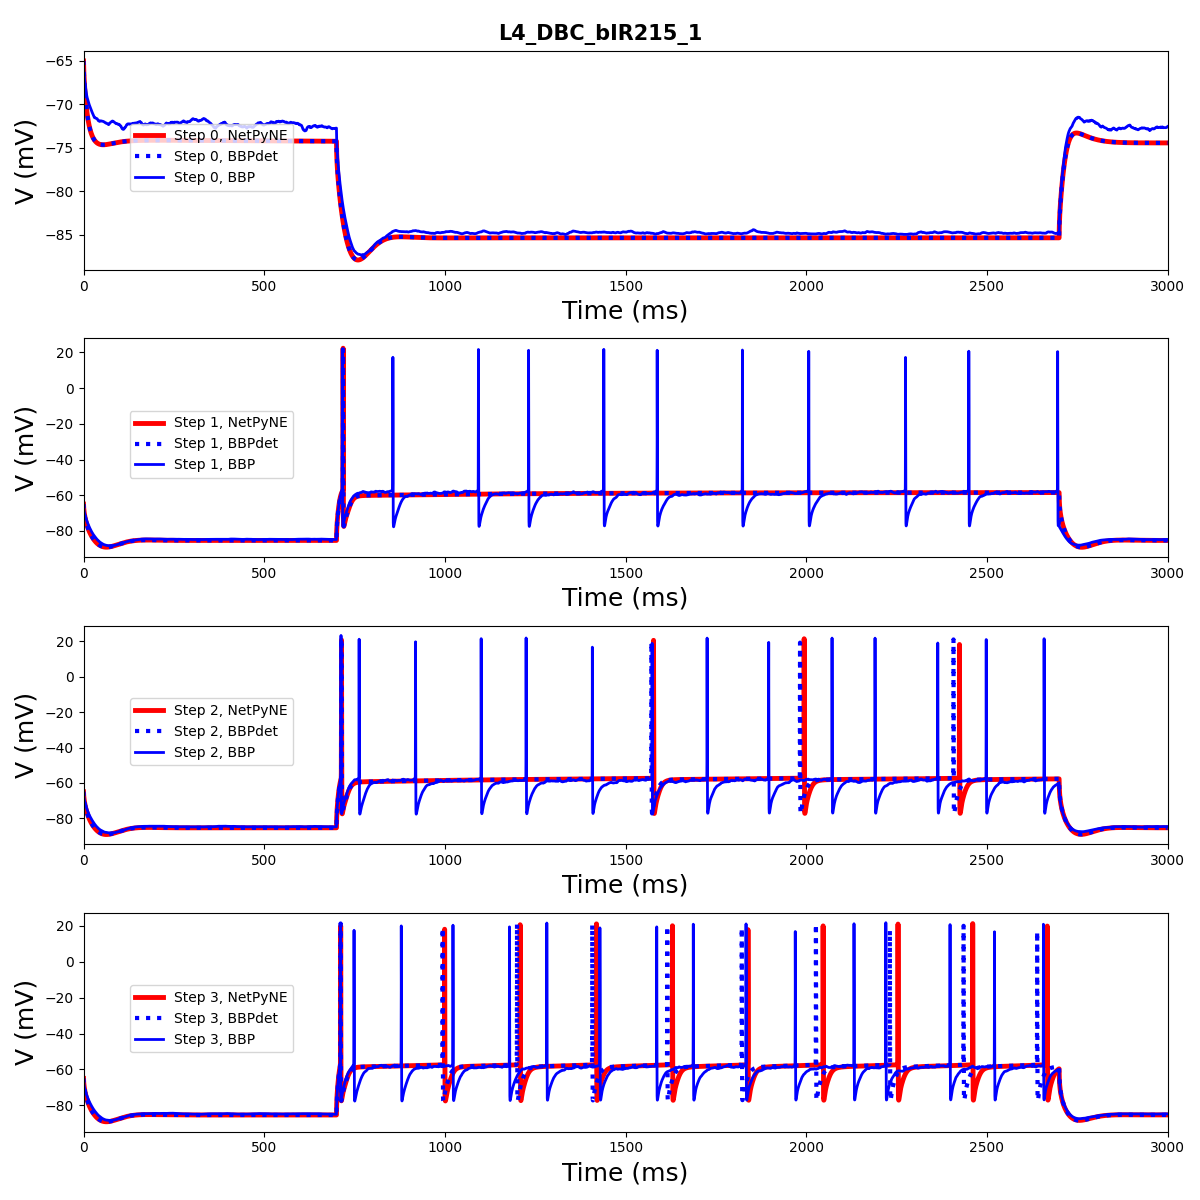 L4_DBC_bIR215_1
V (mV)
−65
−70
−75
−80
−85
Step 0, NetPyNE
Step 0, BBPdet
Step 0, BBP
0 500 1000 1500 2000 2500 3000
Time (ms)
V (mV)
20
0
−20
−40
−60
−80
Step 1, NetPyNE
Step 1, BBPdet
Step 1, BBP
0 500 1000 1500 2000 2500 3000
Time (ms)
V (mV)
20
0
−20
−40
−60
−80
Step 2, NetPyNE
Step 2, BBPdet
Step 2, BBP
0 500 1000 1500 2000 2500 3000
Time (ms)
V (mV)
20
0
−20
−40
−60
−80
Step 3, NetPyNE
Step 3, BBPdet
Step 3, BBP
0 500 1000 1500 2000 2500 3000
Time (ms)